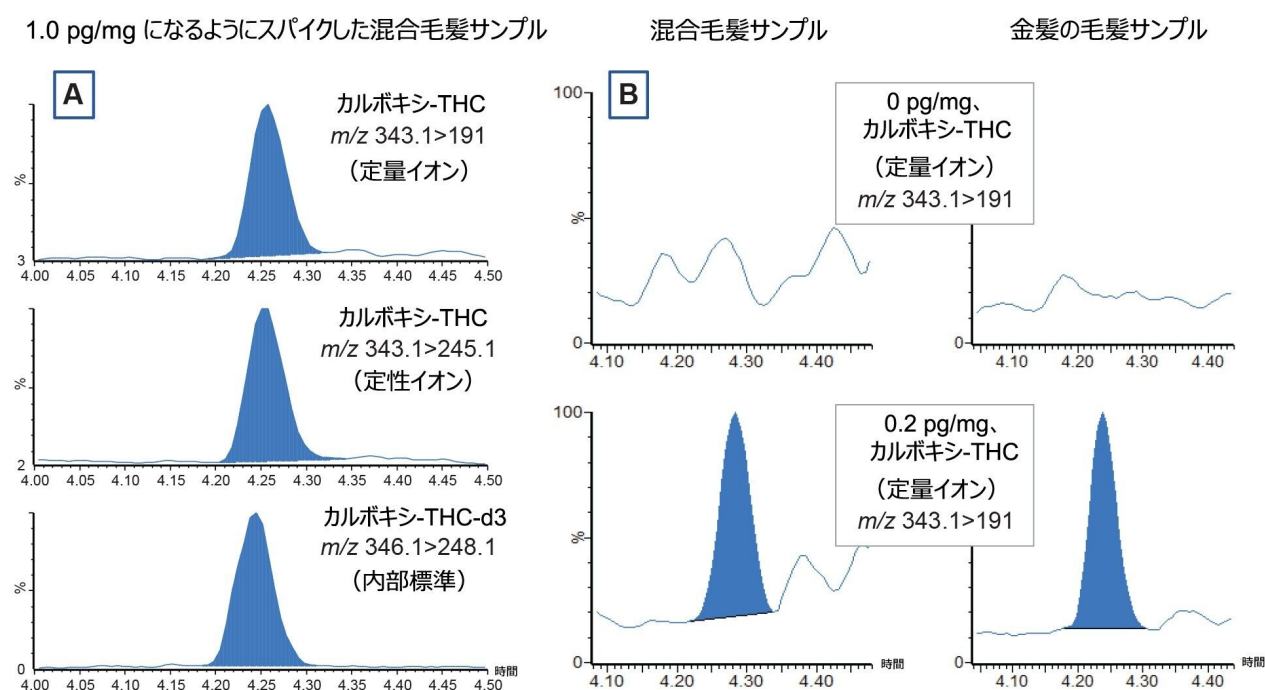 1.0 pg/mg になるようにスパイクした混合毛髪サンプル
A
カルボキシ-THC
m/z 343.1>191
（定量イオン）
%
3
4.00 4.05 4.10 4.15 4.20 4.25 4.30 4.35 4.40 4.45 4.50
カルボキシ-THC
m/z 343.1>245.1
（定性イオン）
%
2
4.00 4.05 4.10 4.15 4.20 4.25 4.30 4.35 4.40 4.45 4.50
カルボキシ-THC-d3
m/z 346.1>248.1
（内部標準）
%
0
時間
4.00 4.05 4.10 4.15 4.20 4.25 4.30 4.35 4.40 4.45 4.50
混合毛髪サンプル
金髪の毛髪サンプル
B
100
%
0
4.10 4.20 4.30 4.40
0 pg/mg、
カルボキシ-THC
（定量イオン）
m/z 343.1>191
0
4.10 4.20 4.30 4.40
100
%
0
時間
4.10 4.20 4.30 4.40
0.2 pg/mg、
カルボキシ-THC
（定量イオン）
m/z 343.1>191
0
時間
4.10 4.20 4.30 4.40